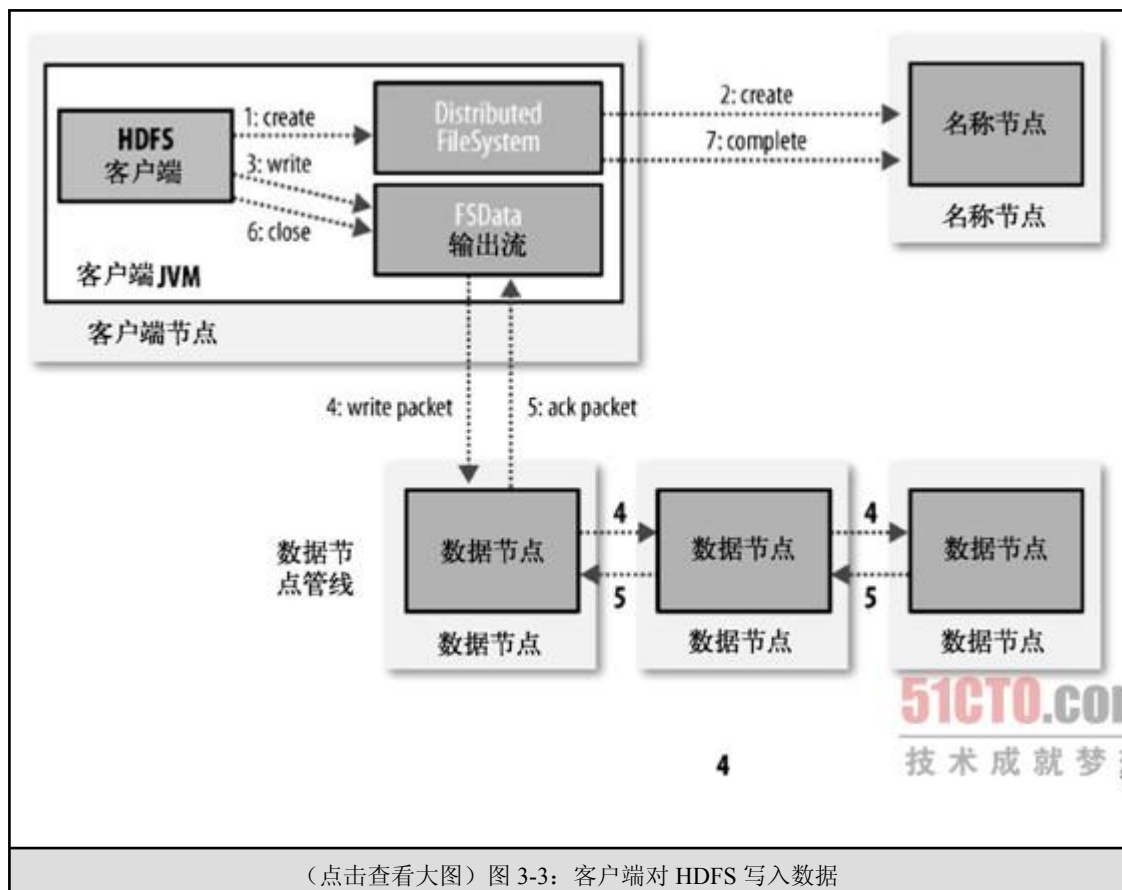 1: create
2: create
Distributed
FileSystem
7: complete
名称节点
名称节点
HDFS
客户端
3: write
6: close
FSData
输出流
客户端JVM
客户端节点
4: write packet
5: ack packet
数据节
点管线
数据节点
4
5
数据节点
4
5
数据节点
数据节点
数据节点
数据节点
51CTO.com
技术成就梦
4
（点击查看大图）图 3-3：客户端对 HDFS 写入数据